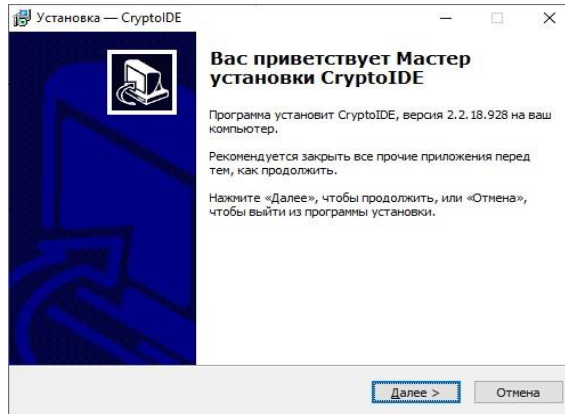 Установка — CryptoIDE
Вас приветствует Мастер
установки CryptoIDE
Программа установит CryptoIDE, версия 2.2.18.928 на ваш
компьютер.
Рекомендуется закрыть все прочие приложения перед
тем, как продолжить.
Нажмите «Далее», чтобы продолжить, или «Отмена»,
чтобы выйти из программы установки.
Далее >
Отмена